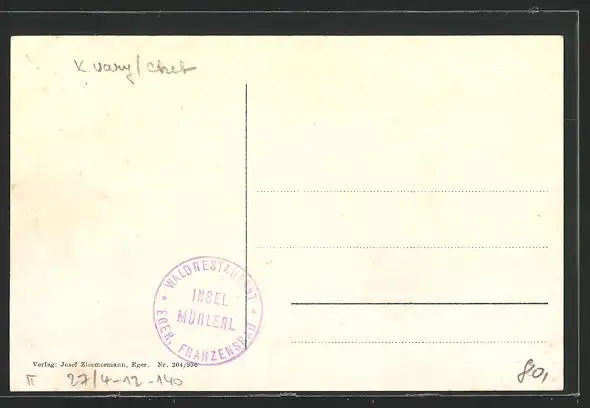 K. Vary/Cheb
WALDRESTAURANT
INSEL
MÜHLERL
EGER, FRANZENSBAD
Verlag: Josef Zimmermann, Eger. Nr. 204/936
II 27/4-12-140